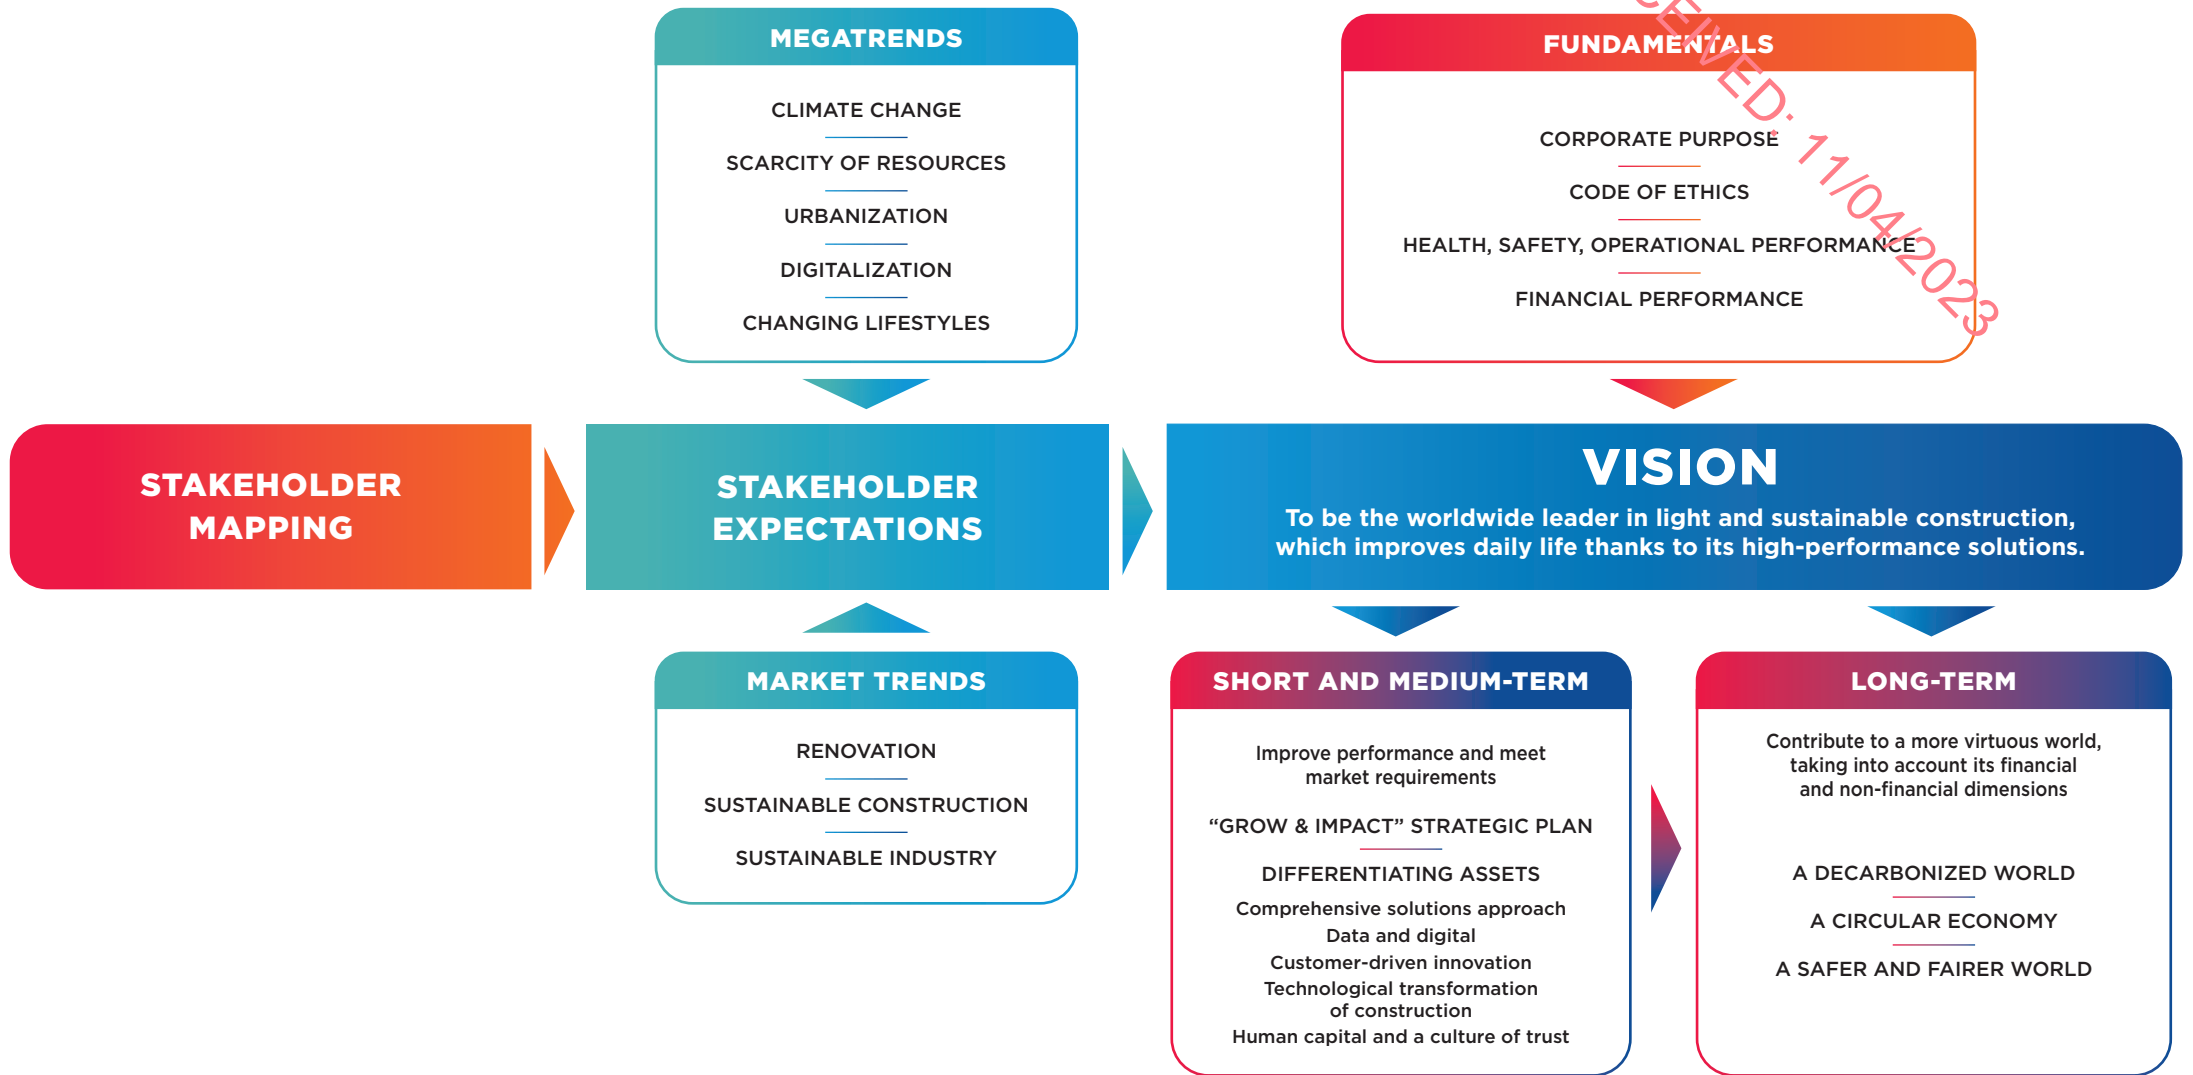 MEGATRENDS
CLIMATE CHANGE
SCARCITY OF RESOURCES
URBANIZATION
DIGITALIZATION
CHANGING LIFESTYLES
FUNDAMENTALS
CORPORATE PURPOSE
CODE OF ETHICS
HEALTH, SAFETY, OPERATIONAL PERFORMANCE
FINANCIAL PERFORMANCE
11/04/2023
STAKEHOLDER
MAPPING
STAKEHOLDER
EXPECTATIONS
VISION
To be the worldwide leader in light and sustainable construction,
which improves daily life thanks to its high-performance solutions.
MARKET TRENDS
RENOVATION
SUSTAINABLE CONSTRUCTION
SUSTAINABLE INDUSTRY
SHORT AND MEDIUM-TERM
Improve performance and meet
market requirements
“GROW & IMPACT” STRATEGIC PLAN
DIFFERENTIATING ASSETS
Comprehensive solutions approach
Data and digital
Customer-driven innovation
Technological transformation
of construction
Human capital and a culture of trust
LONG-TERM
Contribute to a more virtuous world,
taking into account its financial
and non-financial dimensions
A DECARBONIZED WORLD
A CIRCULAR ECONOMY
A SAFER AND FAIRER WORLD